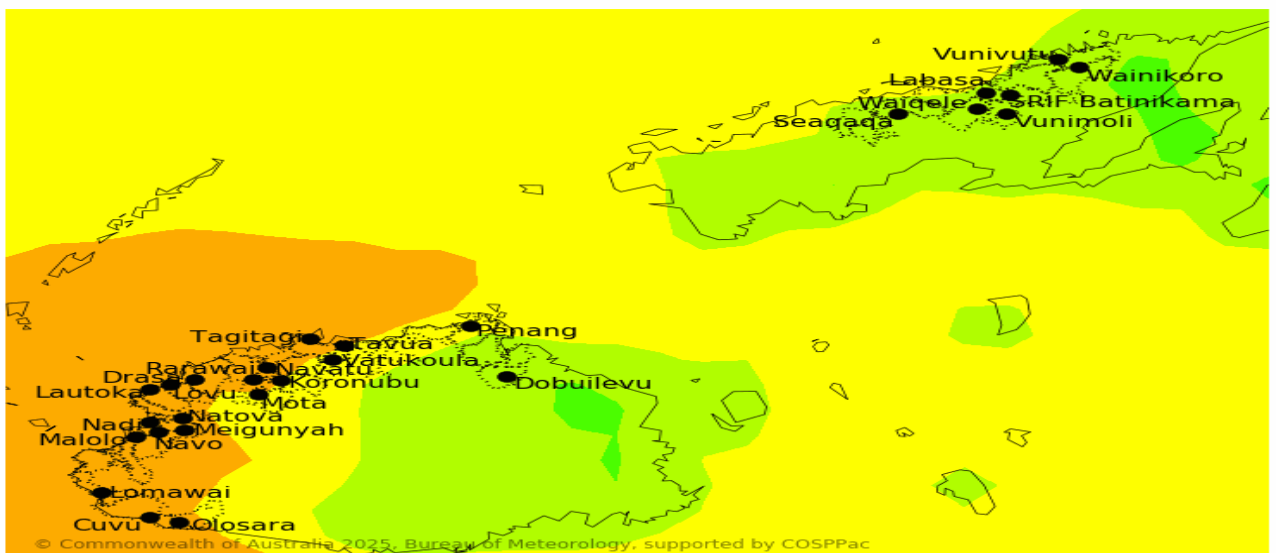 Vunivutu
Wainikoro
Labasa
SRIF Batinikama
Waiqele
Vunimoli
Seaqaqa
Penang
Tagitagi
Tavua
Vatukoula
Rarawai
Navatu
Drasa
Koronubu
Dobuilevu
Lautoka
Lovu
Mota
Natova
Nadi
Meigunyah
Malolo
Navo
Lomawai
Cuvu
Olosara
© Commonwealth of Australia 2025, Bureau of Meteorology, supported by COSPPac